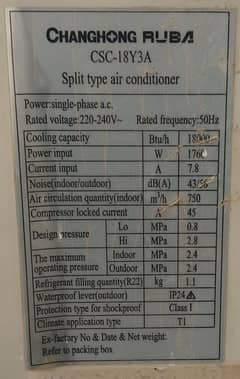 CHANGHONG RUBA
CSC-18Y3A
Split type air conditioner
Power:single-phase a.c.
Rated voltage:220-240V~ Rated frequency:50Hz
Cooling capacity Btu/h 18000
Power input W 1760
Current input A 7.8
Noise(indoor/outdoor) dB(A) 43/56
Air circulation quantity(indoor) m³/h 750
Compressor locked current A 45
Design pressure Lo MPa 0.8
Hi MPa 2.8
The maximum operating pressure Indoor MPa 2.4
Outdoor MPa 2.4
Refrigerant filling quantity(R22) kg 1.1
Waterproof lever(outdoor) IP24
Protection type for shockproof Class I
Climate application type T1
Ex-factory No & Date & Net weight:
Refer to packing box